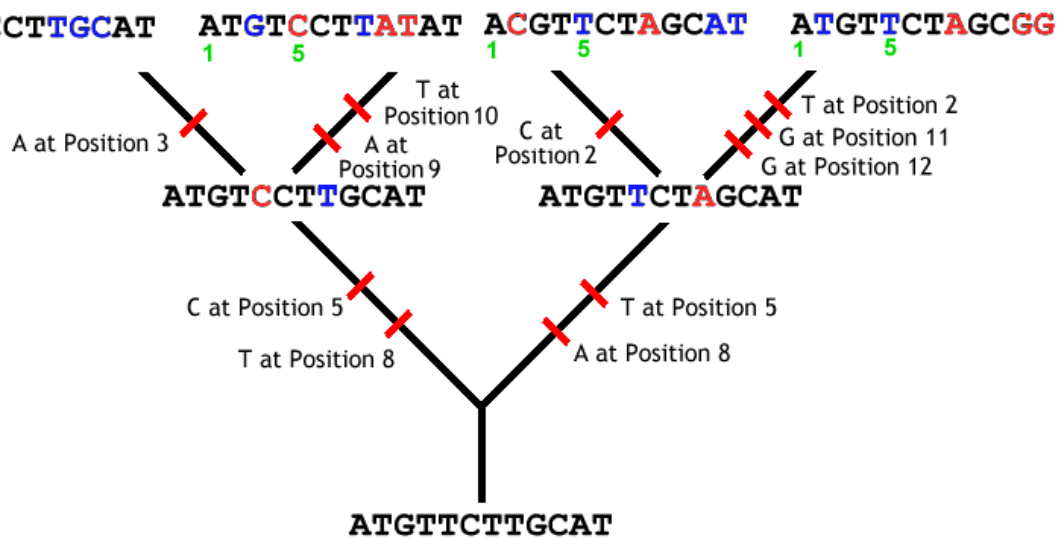 CTTGCAT ATGTCCTTATAT ACGTTCTAGCAT ATGTTCTAGCGG
1 5 1 5 1 5
A at Position 3
T at
Position 10
A at
Position 9
C at
Position 2
T at Position 2
G at Position 11
G at Position 12
ATGTCCTTGCAT ATGTTCTAGCAT
C at Position 5
T at Position 8
T at Position 5
A at Position 8
ATGTTCTTGCAT